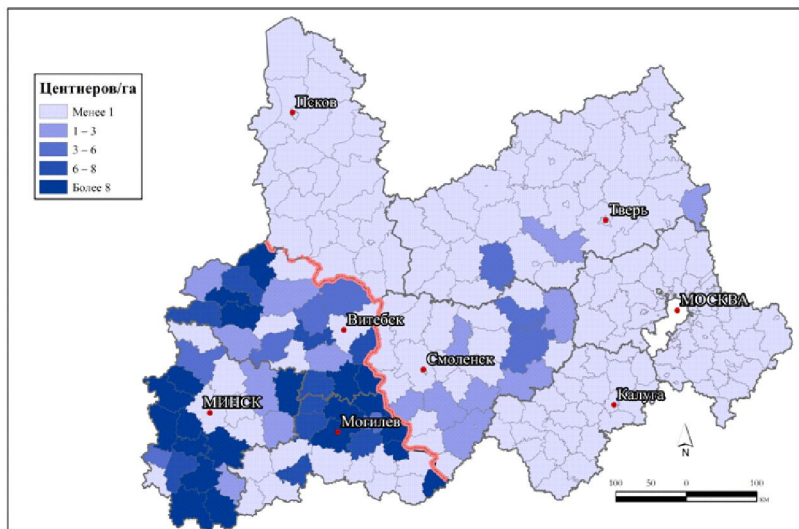 Центнеров/га
Менее 1
1 – 3
3 – 6
6 – 8
Более 8
Псков
Тверь
МОСКВА
Витебск
Смоленск
Калуга
МИНСК
Могилев
N
100 50 0 100
км